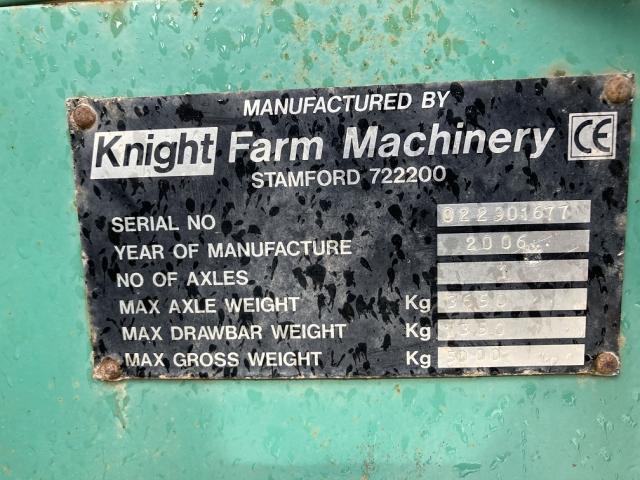 MANUFACTURED BY
Knight Farm Machinery CE
STAMFORD 722200
SERIAL NO 022901677
YEAR OF MANUFACTURE 2006
NO OF AXLES 1
MAX AXLE WEIGHT Kg 3650
MAX DRAWBAR WEIGHT Kg 1350
MAX GROSS WEIGHT Kg 5000